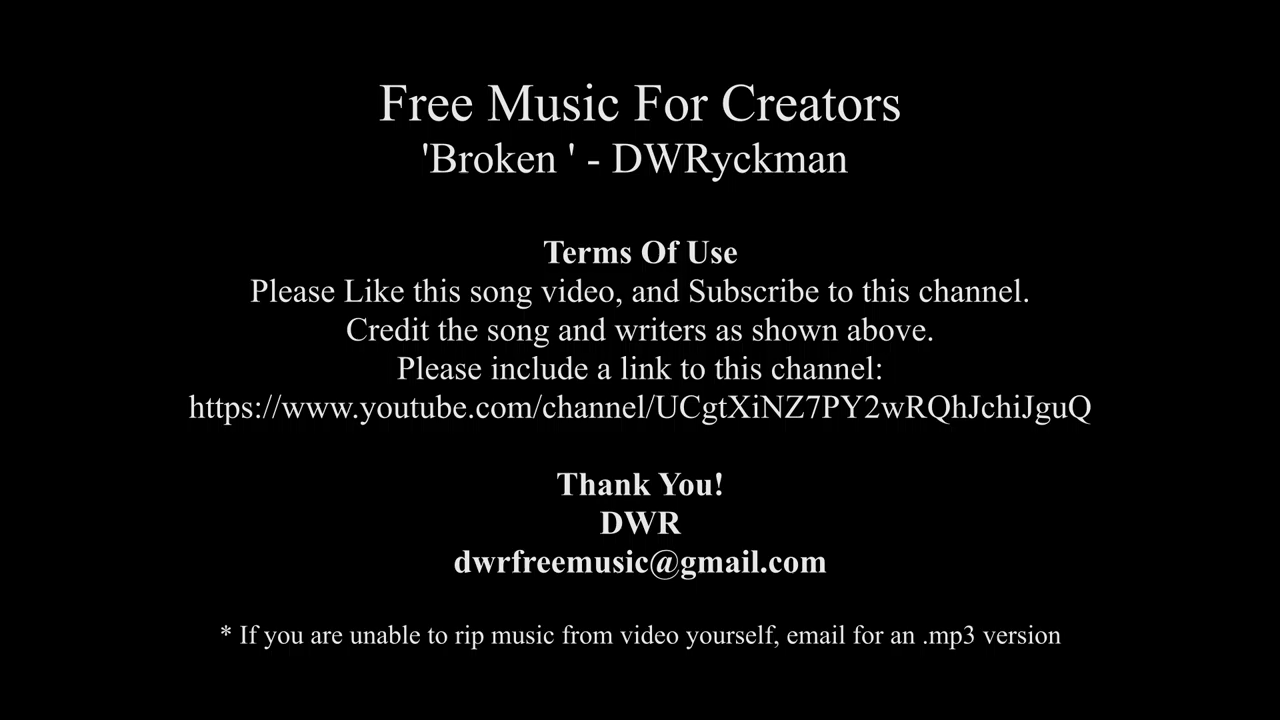 Free Music For Creators
'Broken ' - DWRyckman
Terms Of Use
Please Like this song video, and Subscribe to this channel.
Credit the song and writers as shown above.
Please include a link to this channel:
https://www.youtube.com/channel/UCgtXiNZ7PY2wRQhJchiJguQ
Thank You!
DWR
dwrfreemusic@gmail.com
* If you are unable to rip music from video yourself, email for an .mp3 version